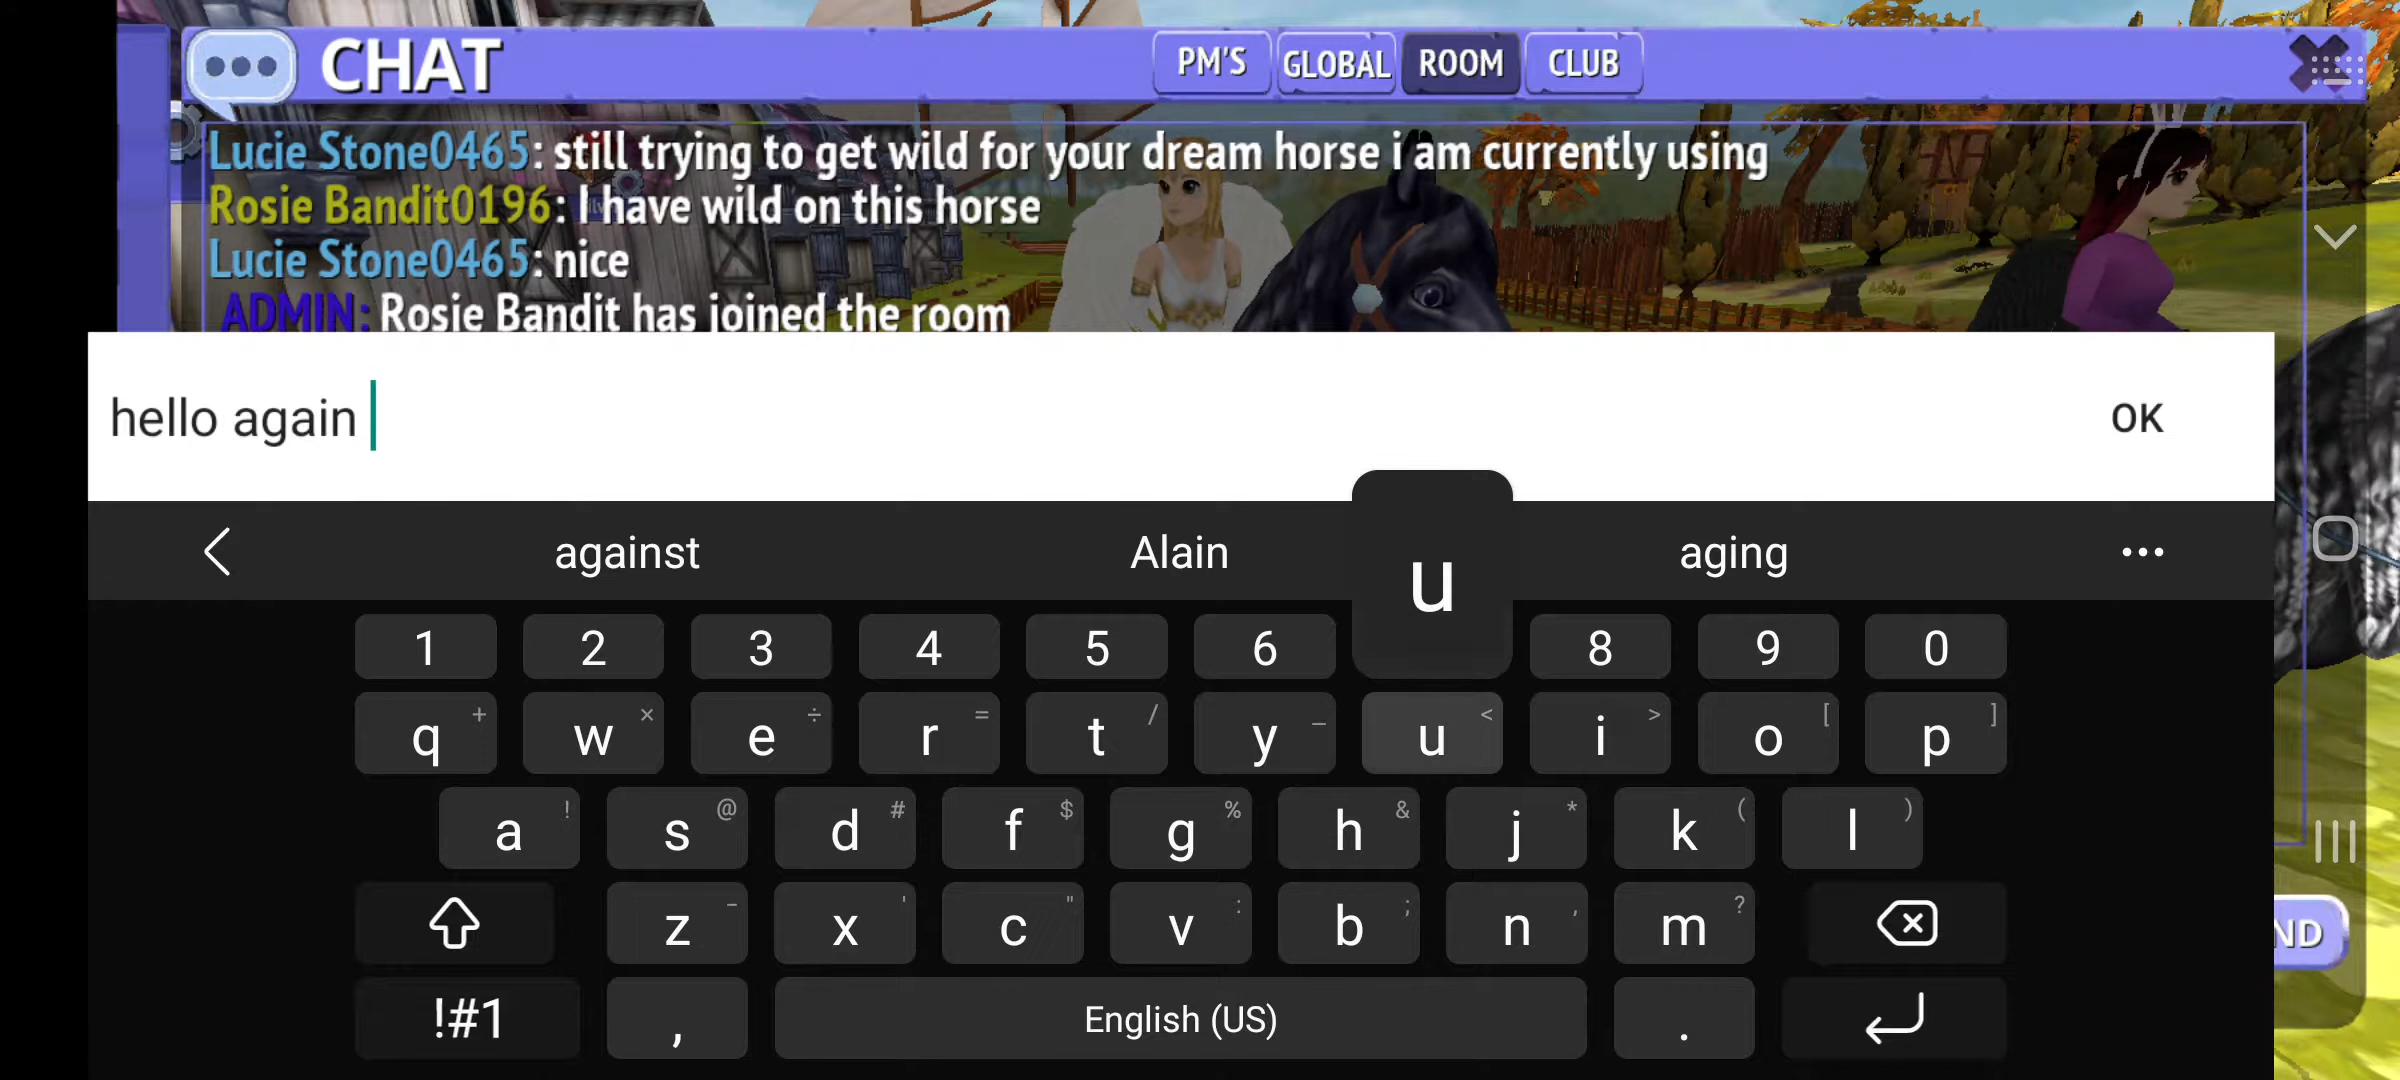 CHAT
PM'S GLOBAL ROOM CLUB
Lucie Stone0465: still trying to get wild for your dream horse i am currently using
Rosie Bandit0196: I have wild on this horse
Lucie Stone0465: nice
ADMIN: Rosie Bandit has joined the room
hello again OK
against Alain aging ...
u
1 2 3 4 5 6 8 9 0
q + w × e ÷ r = t / y _ u < i > o [ p ]
a ! s @ d # f $ g % h & j * k ( l )
z - x ' c " v : b ; n , m ?
ND
!#1 , English (US) .